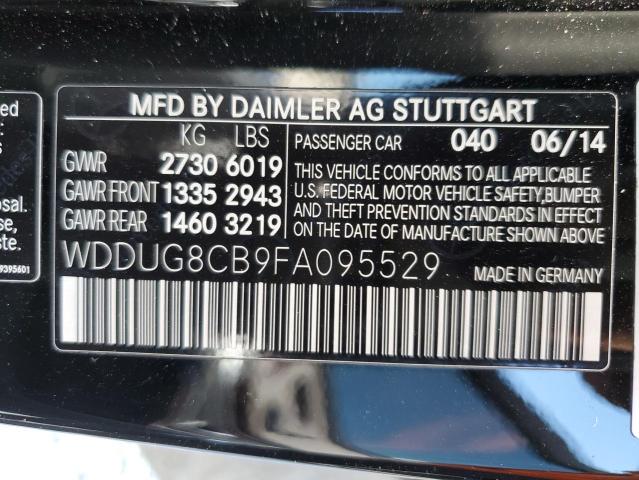 MFD BY DAIMLER AG STUTTGART
KG LBS
GVWR 2730 6019
GAWR FRONT 1335 2943
GAWR REAR 1460 3219
PASSENGER CAR 040 06/14
THIS VEHICLE CONFORMS TO ALL APPLICABLE
U.S. FEDERAL MOTOR VEHICLE SAFETY,BUMPER
AND THEFT PREVENTION STANDARDS IN EFFECT
ON THE DATE OF MANUFACTURE SHOWN ABOVE
WDDUG8CB9FA095529
MADE IN GERMANY